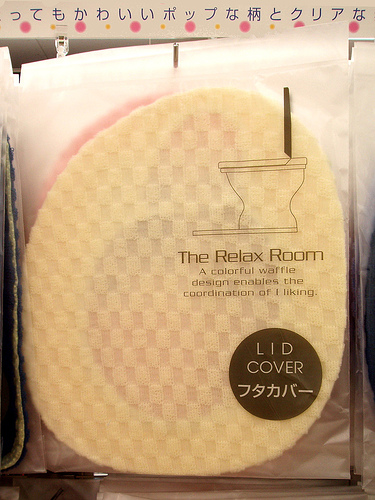 ってもかわいいポップな柄とクリアな
The Relax Room
A colorful waffle
design enables the
coordination of I liking.
LID
COVER
フタカバー